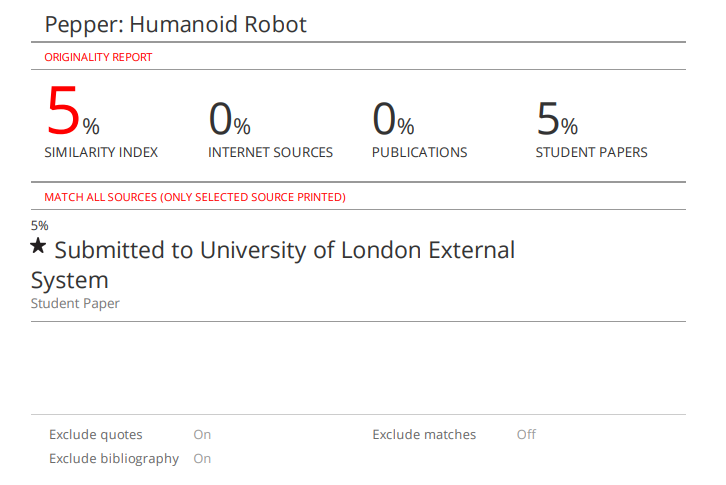 Pepper: Humanoid Robot
ORIGINALITY REPORT
5% 0% 0% 5%
SIMILARITY INDEX INTERNET SOURCES PUBLICATIONS STUDENT PAPERS
MATCH ALL SOURCES (ONLY SELECTED SOURCE PRINTED)
5%
★ Submitted to University of London External
System
Student Paper
Exclude quotes On Exclude matches Off
Exclude bibliography On